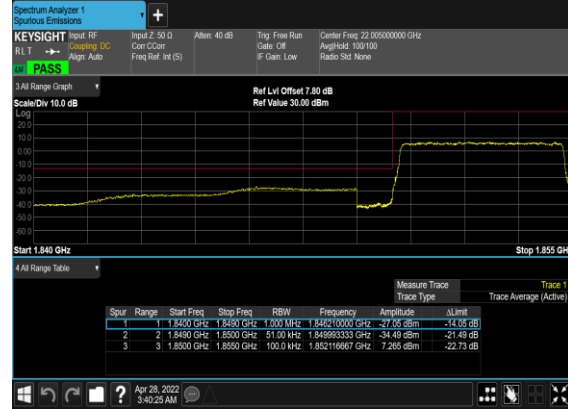 Spectrum Analyzer 1
Spurious Emissions
+
KEYSIGHT Input: RF Input Z: 50 Ω Atten: 40 dB Trig: Free Run Center Freq: 22.005000000 GHz
RLT Coupling: DC Corr CCorr Gate: Off Avg|Hold: 100/100
Align: Auto Freq Ref: Int (S) IF Gain: Low Radio Std: None
PASS
3 All Range Graph
Ref Lvl Offset 7.80 dB
Scale/Div 10.0 dB Ref Value 30.00 dBm
Log
20.0
10.0
0.00
-10.0
-20.0
-30.0
-40.0
-50.0
-60.0
Start 1.840 GHz Stop 1.855 GH
4 All Range Table
Measure Trace Trace 1
Trace Type Trace Average (Active)
Spur Range Start Freq Stop Freq RBW Frequency Amplitude ΔLimit
1 1 1.8400 GHz 1.8490 GHz 1.000 MHz 1.846210000 GHz -27.05 dBm -14.05 dB
2 2 1.8490 GHz 1.8500 GHz 51.00 kHz 1.849993333 GHz -34.49 dBm -21.49 dB
3 3 1.8500 GHz 1.8550 GHz 100.0 kHz 1.852116667 GHz 7.265 dBm -22.73 dB
?
Apr 28, 2022
3:40:25 AM